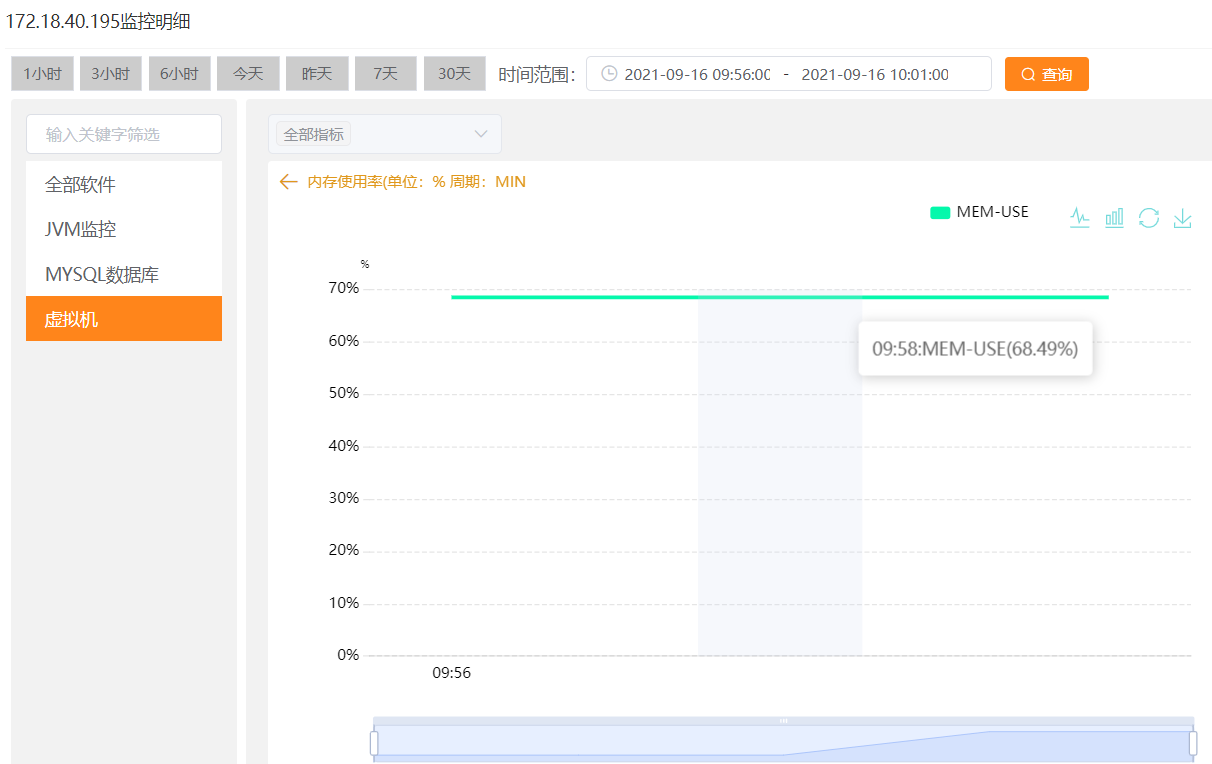 172.18.40.195监控明细
1小时 3小时 6小时 今天 昨天 7天 30天 时间范围： 2021-09-16 09:56:00 - 2021-09-16 10:01:00 查询
输入关键字筛选
全部软件
JVM监控
MYSQL数据库
虚拟机
全部指标
内存使用率(单位：% 周期：MIN
MEM-USE
%
70%
60%
09:58:MEM-USE(68.49%)
50%
40%
30%
20%
10%
0%
09:56